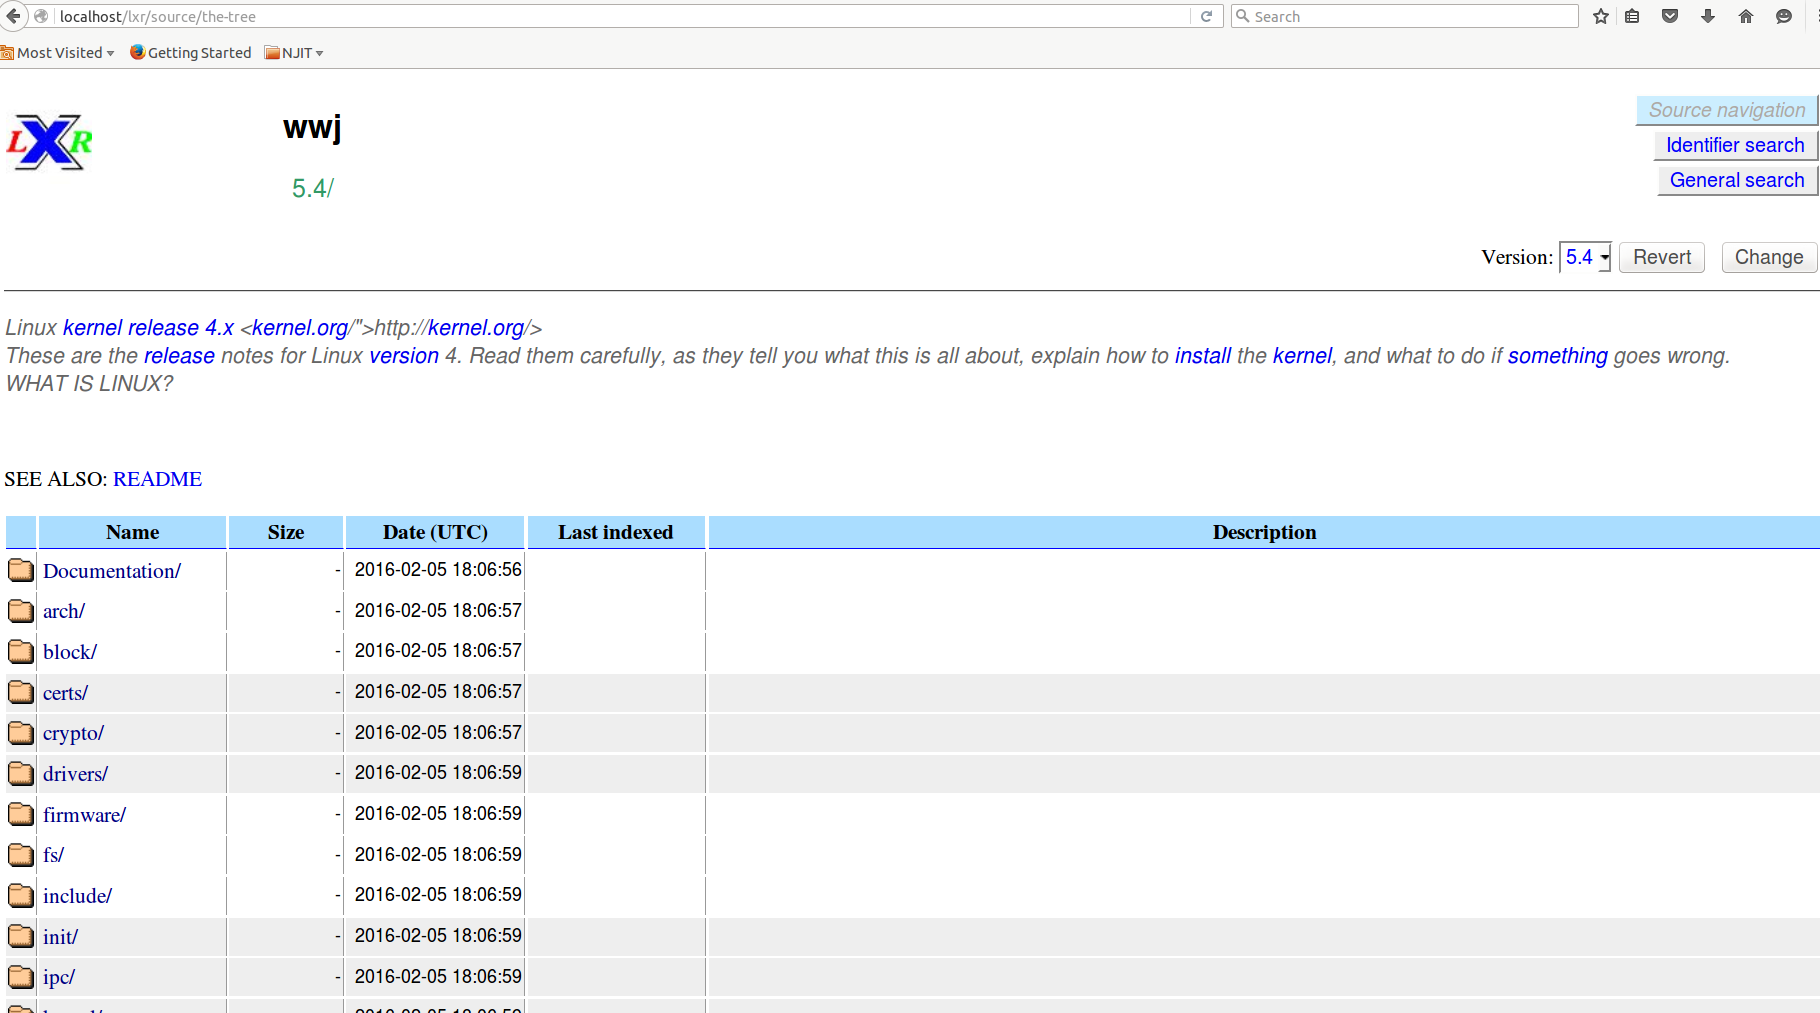 localhost/lxr/source/the-tree
Search
Most Visited
Getting Started
NJIT
LXR
wwj
5.4/
Source navigation
Identifier search
General search
Version: 5.4 Revert Change
Linux kernel release 4.x <kernel.org/">http://kernel.org/>
These are the release notes for Linux version 4. Read them carefully, as they tell you what this is all about, explain how to install the kernel, and what to do if something goes wrong.
WHAT IS LINUX?
SEE ALSO: README
Name Size Date (UTC) Last indexed Description
Documentation/ - 2016-02-05 18:06:56
arch/ - 2016-02-05 18:06:57
block/ - 2016-02-05 18:06:57
certs/ - 2016-02-05 18:06:57
crypto/ - 2016-02-05 18:06:57
drivers/ - 2016-02-05 18:06:59
firmware/ - 2016-02-05 18:06:59
fs/ - 2016-02-05 18:06:59
include/ - 2016-02-05 18:06:59
init/ - 2016-02-05 18:06:59
ipc/ - 2016-02-05 18:06:59